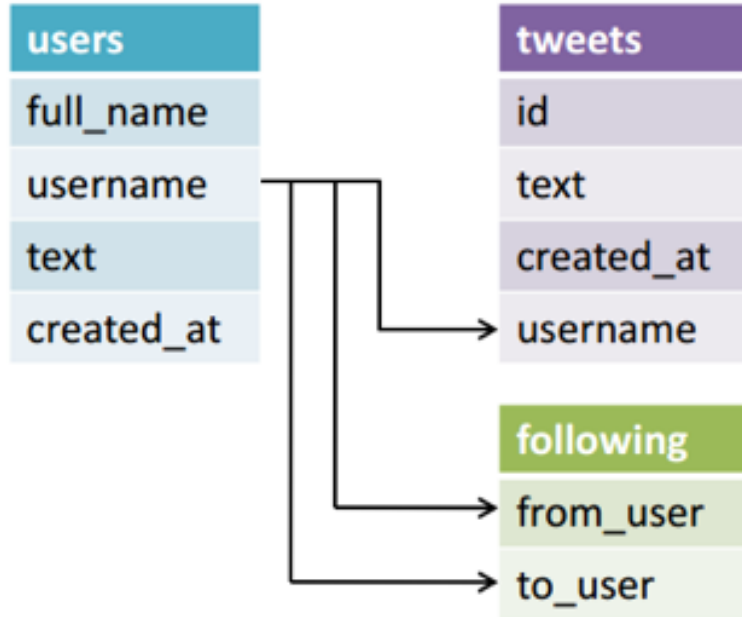 users
full_name
username
text
created_at
tweets
id
text
created_at
username
following
from_user
to_user